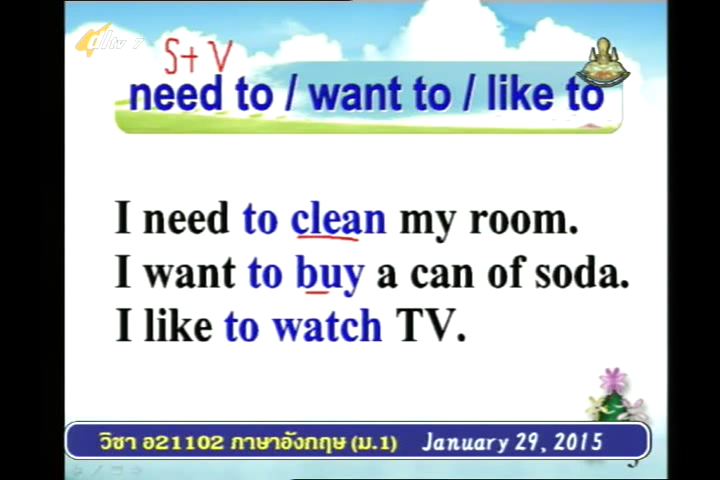 dltv 7
S+ V
need to / want to / like to
I need to clean my room.
I want to buy a can of soda.
I like to watch TV.
วิชา อ21102 ภาษาอังกฤษ (ม.1) January 29, 2015